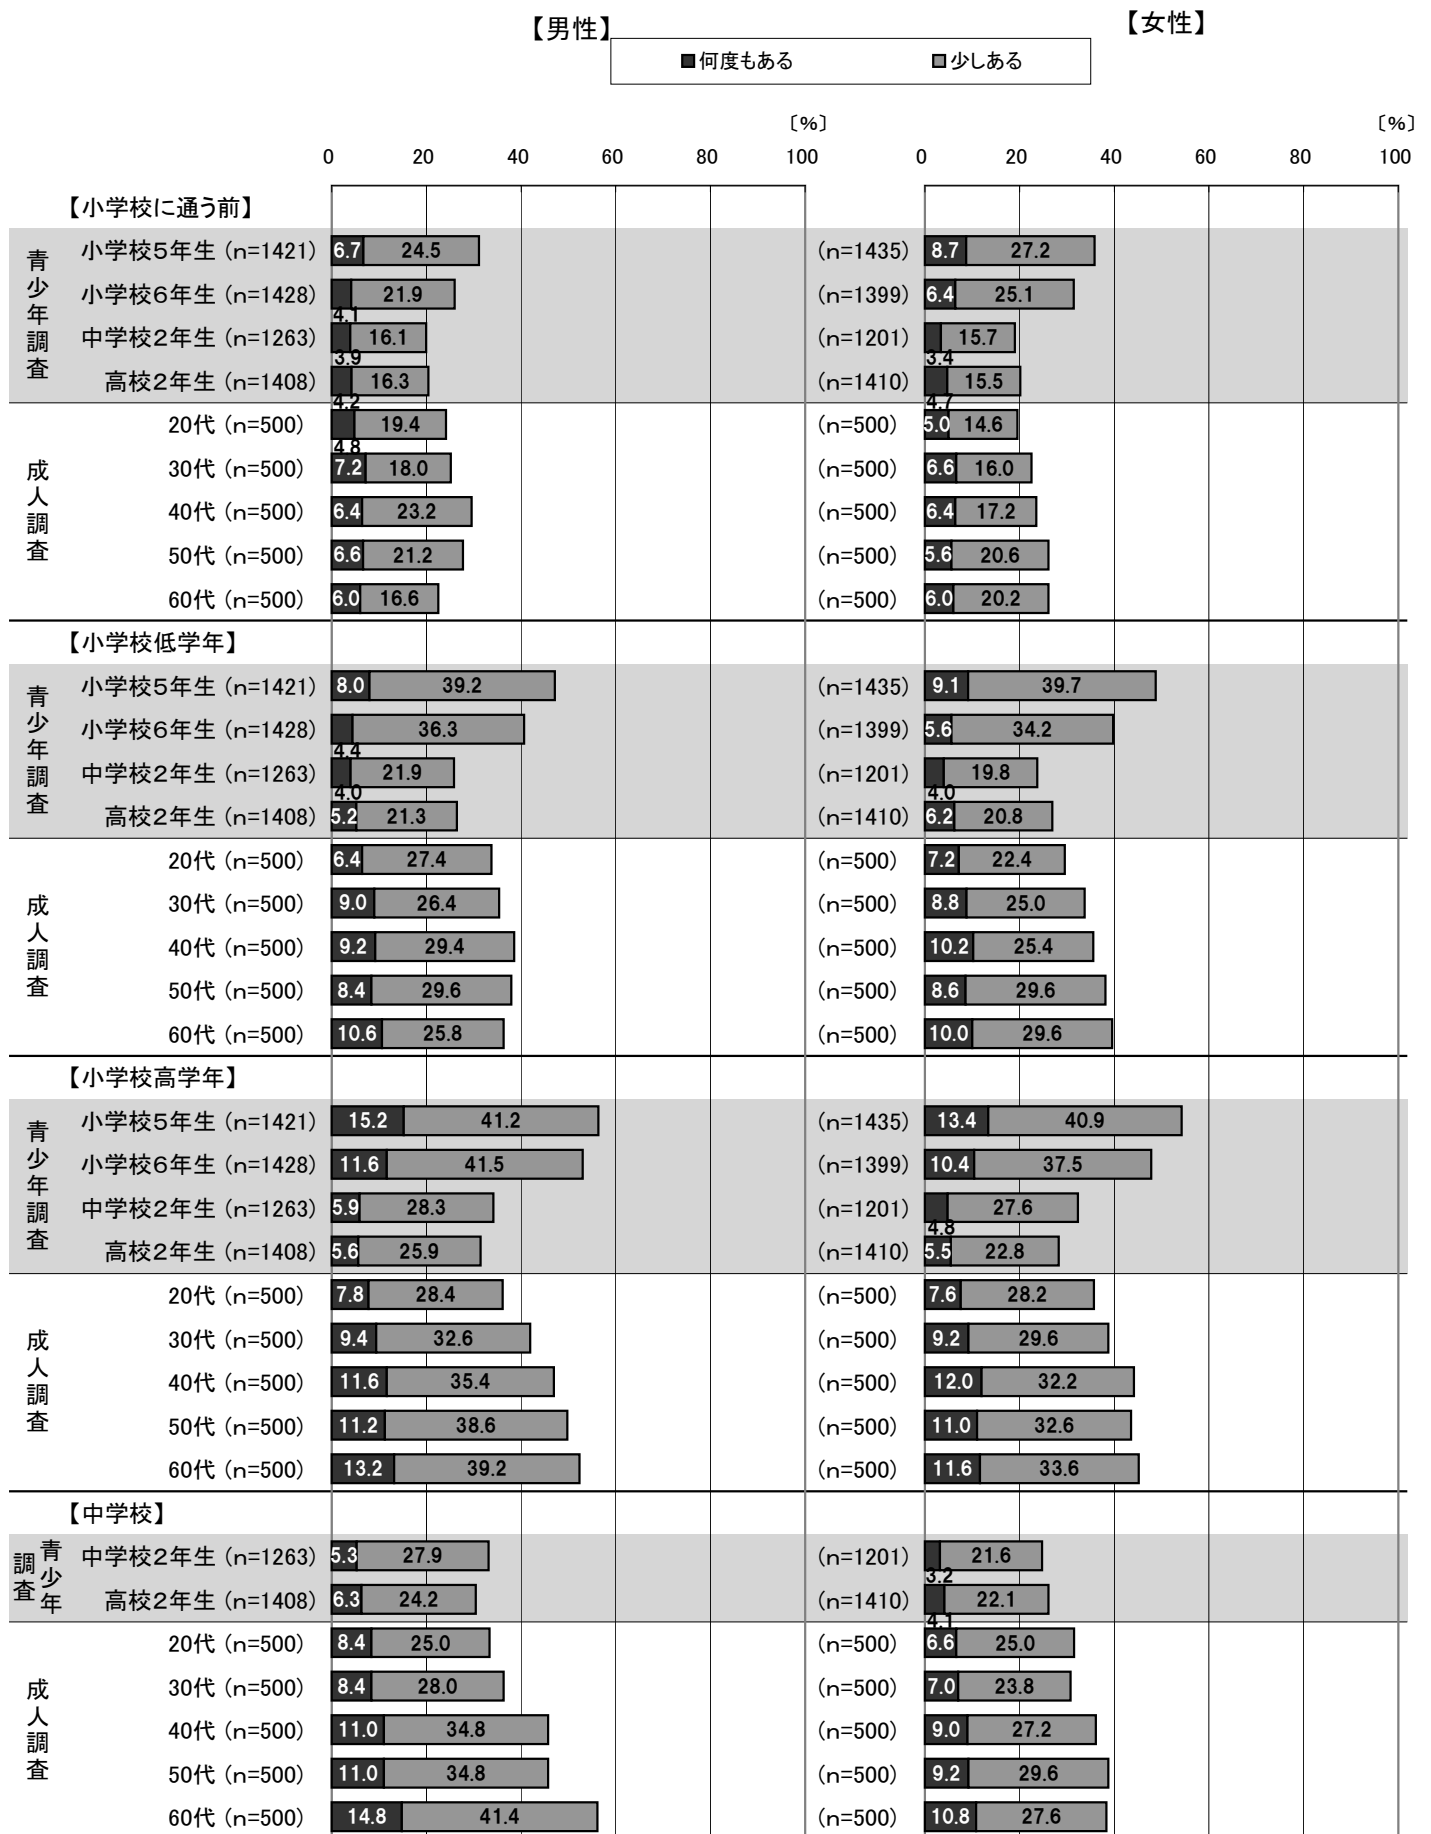 【男性】
【女性】
■何度もある ■少しある
〔%〕 〔%〕
0 20 40 60 80 100 0 20 40 60 80 100
【小学校に通う前】
青少年調査
小学校5年生（n=1421） 6.7 24.5 （n=1435） 8.7 27.2
小学校6年生（n=1428） 4.1 21.9 （n=1399） 6.4 25.1
中学校2年生（n=1263） 3.9 16.1 （n=1201） 3.4 15.7
高校2年生（n=1408） 4.2 16.3 （n=1410） 4.7 15.5
成人調査
20代（n=500） 4.8 19.4 （n=500） 5.0 14.6
30代（n=500） 7.2 18.0 （n=500） 6.6 16.0
40代（n=500） 6.4 23.2 （n=500） 6.4 17.2
50代（n=500） 6.6 21.2 （n=500） 5.6 20.6
60代（n=500） 6.0 16.6 （n=500） 6.0 20.2
【小学校低学年】
青少年調査
小学校5年生（n=1421） 8.0 39.2 （n=1435） 9.1 39.7
小学校6年生（n=1428） 4.4 36.3 （n=1399） 5.6 34.2
中学校2年生（n=1263） 4.0 21.9 （n=1201） 4.0 19.8
高校2年生（n=1408） 5.2 21.3 （n=1410） 6.2 20.8
成人調査
20代（n=500） 6.4 27.4 （n=500） 7.2 22.4
30代（n=500） 9.0 26.4 （n=500） 8.8 25.0
40代（n=500） 9.2 29.4 （n=500） 10.2 25.4
50代（n=500） 8.4 29.6 （n=500） 8.6 29.6
60代（n=500） 10.6 25.8 （n=500） 10.0 29.6
【小学校高学年】
青少年調査
小学校5年生（n=1421） 15.2 41.2 （n=1435） 13.4 40.9
小学校6年生（n=1428） 11.6 41.5 （n=1399） 10.4 37.5
中学校2年生（n=1263） 5.9 28.3 （n=1201） 4.8 27.6
高校2年生（n=1408） 5.6 25.9 （n=1410） 5.5 22.8
成人調査
20代（n=500） 7.8 28.4 （n=500） 7.6 28.2
30代（n=500） 9.4 32.6 （n=500） 9.2 29.6
40代（n=500） 11.6 35.4 （n=500） 12.0 32.2
50代（n=500） 11.2 38.6 （n=500） 11.0 32.6
60代（n=500） 13.2 39.2 （n=500） 11.6 33.6
【中学校】
青少年調査
中学校2年生（n=1263） 5.3 27.9 （n=1201） 3.2 21.6
高校2年生（n=1408） 6.3 24.2 （n=1410） 4.1 22.1
成人調査
20代（n=500） 8.4 25.0 （n=500） 6.6 25.0
30代（n=500） 8.4 28.0 （n=500） 7.0 23.8
40代（n=500） 11.0 34.8 （n=500） 9.0 27.2
50代（n=500） 11.0 34.8 （n=500） 9.2 29.6
60代（n=500） 14.8 41.4 （n=500） 10.8 27.6